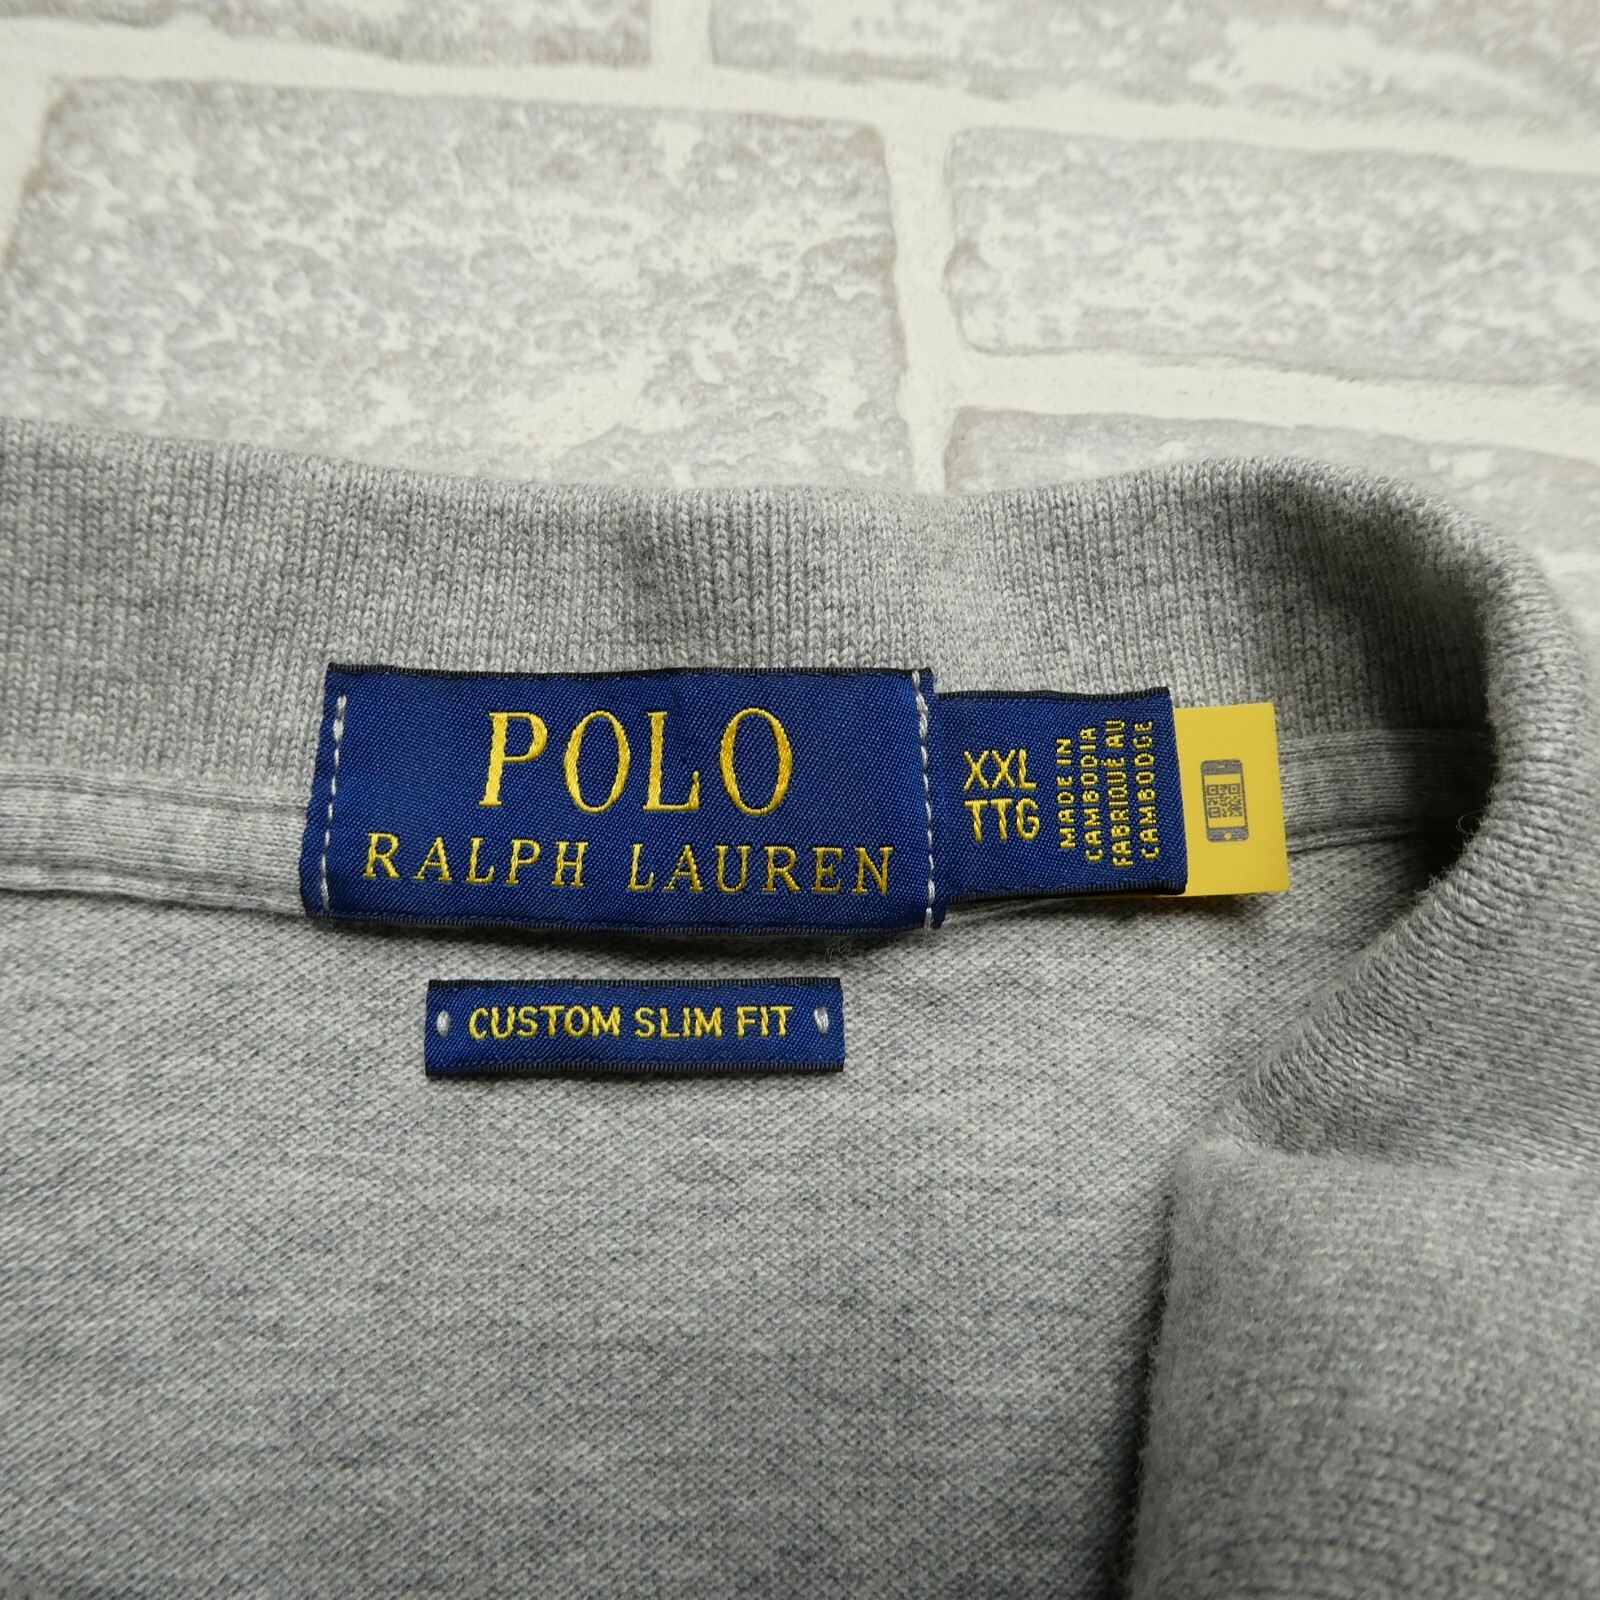 POLO
RALPH LAUREN
XXL
TTG
MADE IN
CAMBODIA
FABRIQUÉ AU
CAMBODGE
CUSTOM SLIM FIT